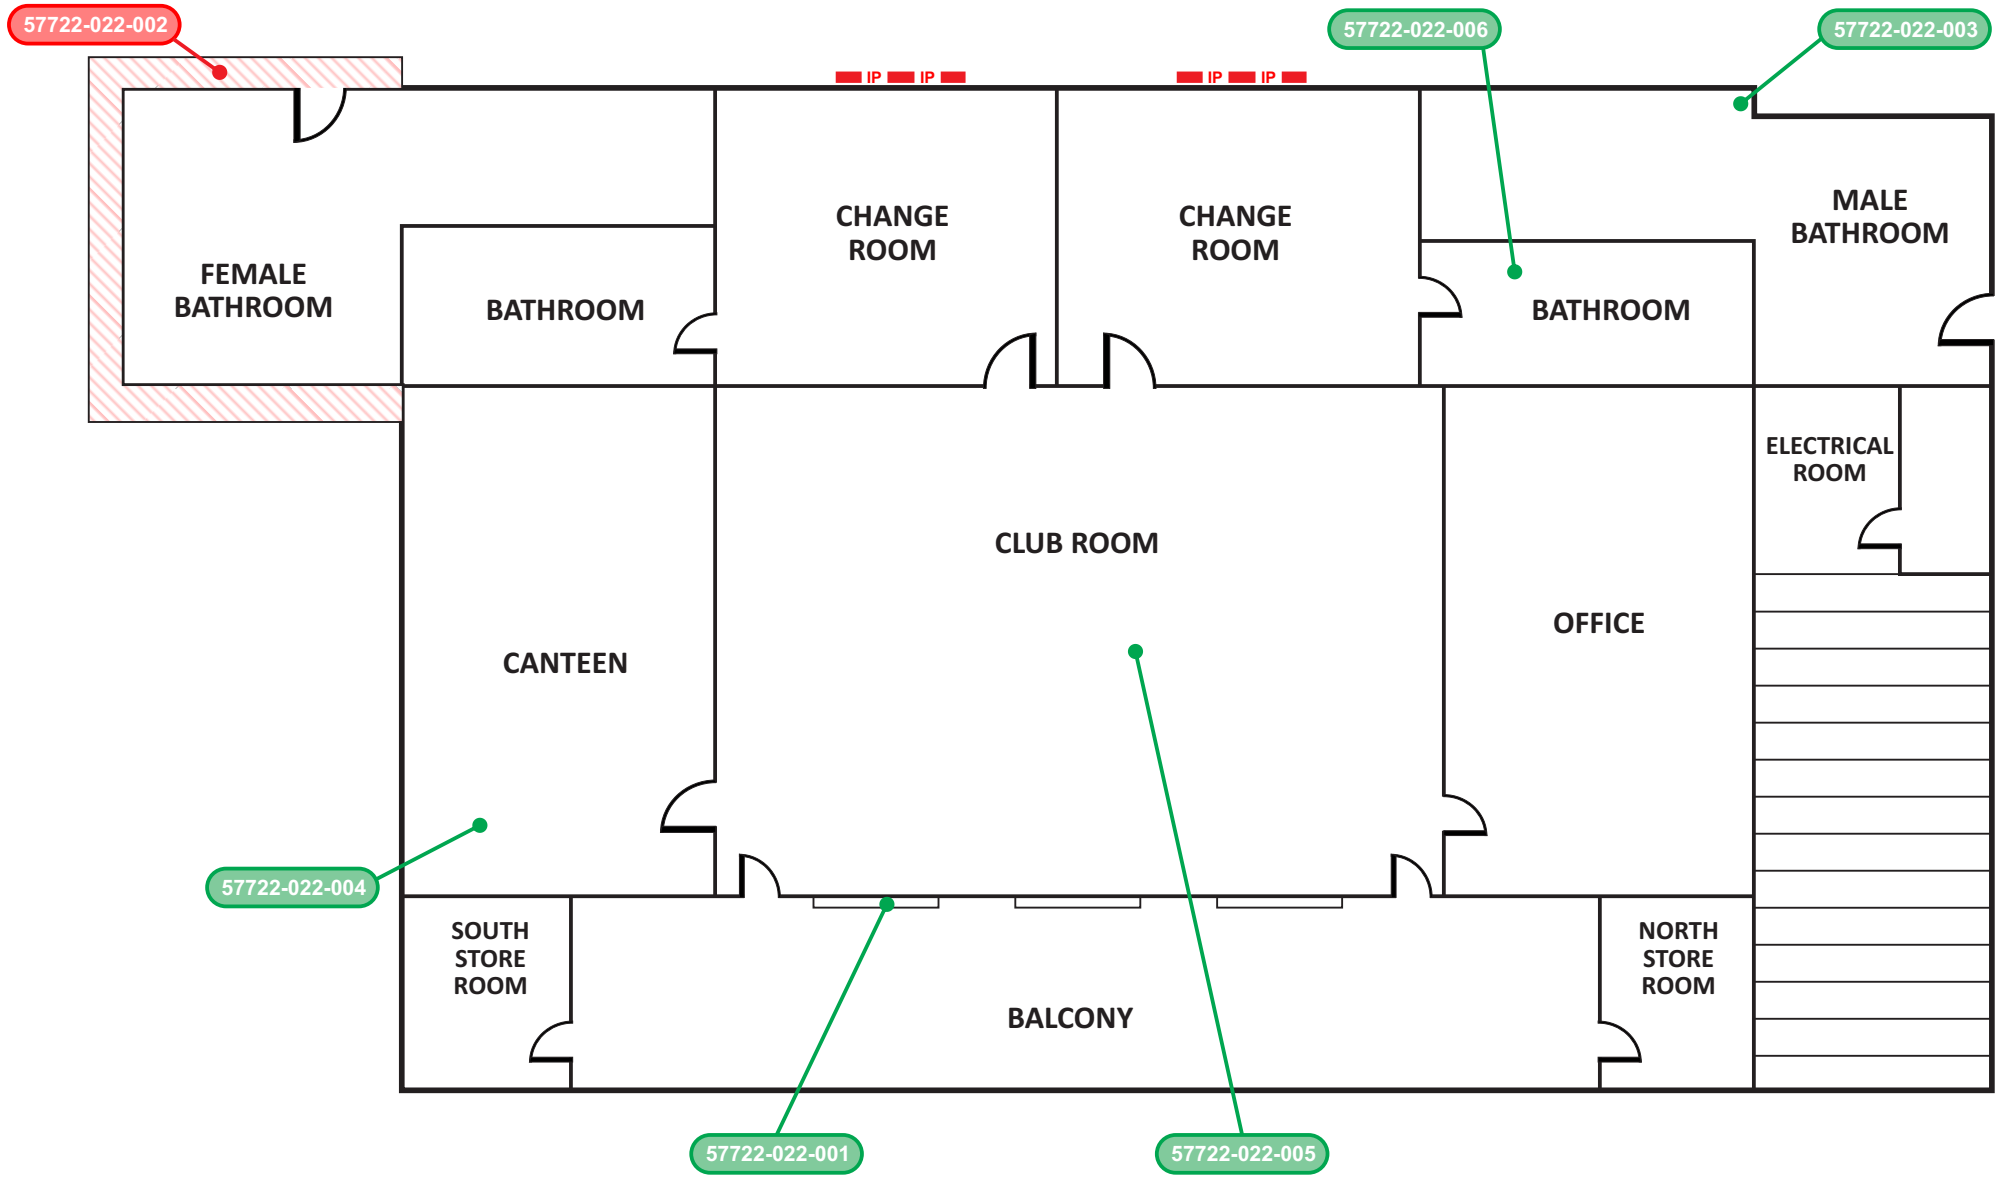 57722-022-002
57722-022-006
57722-022-003
IP IP
IP IP
CHANGE
ROOM
CHANGE
ROOM
MALE
BATHROOM
FEMALE
BATHROOM
BATHROOM
BATHROOM
ELECTRICAL
ROOM
CLUB ROOM
OFFICE
CANTEEN
57722-022-004
SOUTH
STORE
ROOM
NORTH
STORE
ROOM
BALCONY
57722-022-001
57722-022-005